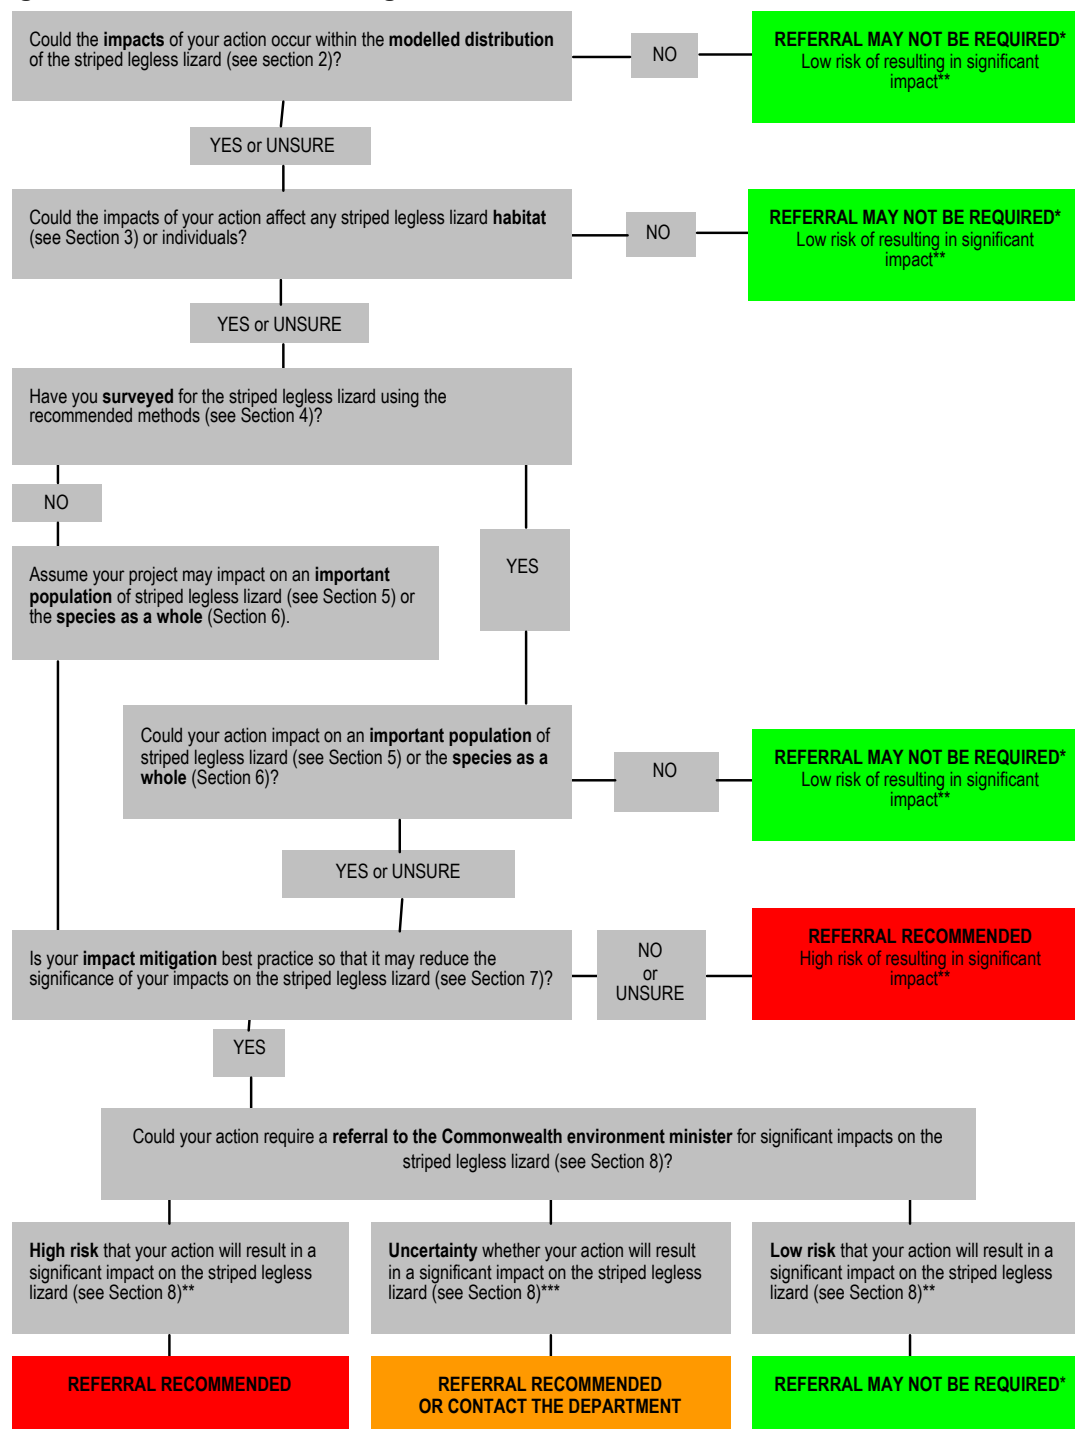 Could the impacts of your action occur within the modelled distribution
of the striped legless lizard (see section 2)?
NO
REFERRAL MAY NOT BE REQUIRED*
Low risk of resulting in significant
impact**
YES or UNSURE
Could the impacts of your action affect any striped legless lizard habitat
(see Section 3) or individuals?
NO
REFERRAL MAY NOT BE REQUIRED*
Low risk of resulting in significant
impact**
YES or UNSURE
Have you surveyed for the striped legless lizard using the
recommended methods (see Section 4)?
NO
YES
Assume your project may impact on an important
population of striped legless lizard (see Section 5) or
the species as a whole (Section 6).
Could your action impact on an important population of
striped legless lizard (see Section 5) or the species as a
whole (Section 6)?
NO
REFERRAL MAY NOT BE REQUIRED*
Low risk of resulting in significant
impact**
YES or UNSURE
Is your impact mitigation best practice so that it may reduce the
significance of your impacts on the striped legless lizard (see Section 7)?
NO
or
UNSURE
REFERRAL RECOMMENDED
High risk of resulting in significant
impact**
YES
Could your action require a referral to the Commonwealth environment minister for significant impacts on the
striped legless lizard (see Section 8)?
High risk that your action will result in a
significant impact on the striped legless
lizard (see Section 8)**
Uncertainty whether your action will result
in a significant impact on the striped legless
lizard (see Section 8)***
Low risk that your action will result in a
significant impact on the striped legless
lizard (see Section 8)**
REFERRAL RECOMMENDED
REFERRAL RECOMMENDED
OR CONTACT THE DEPARTMENT
REFERRAL MAY NOT BE REQUIRED*